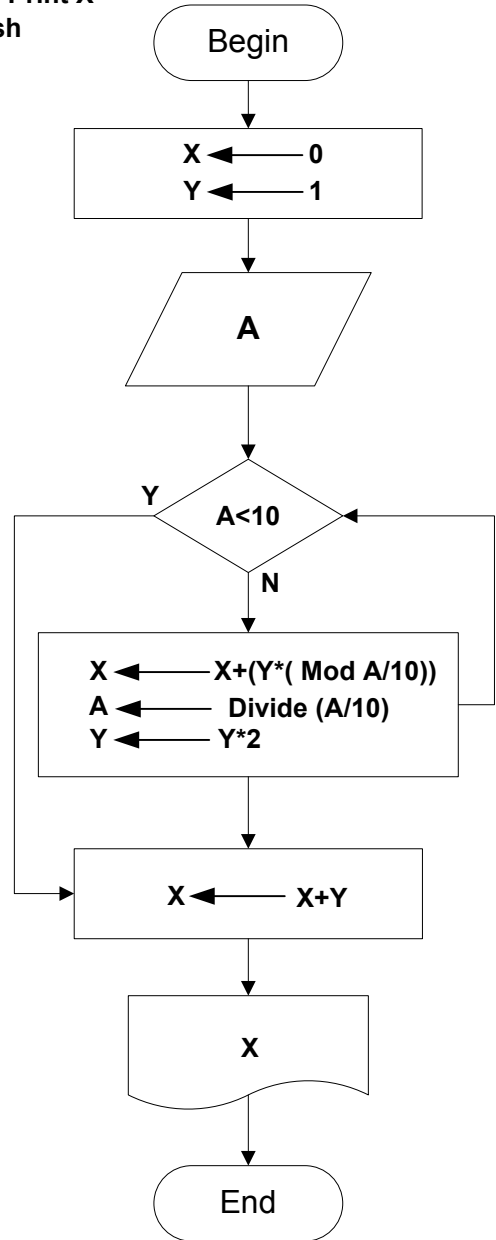 Print X
sh
Begin
X 0
Y 1
A
Y
A<10
N
X X+(Y*( Mod A/10))
A Divide (A/10)
Y Y*2
X X+Y
X
End